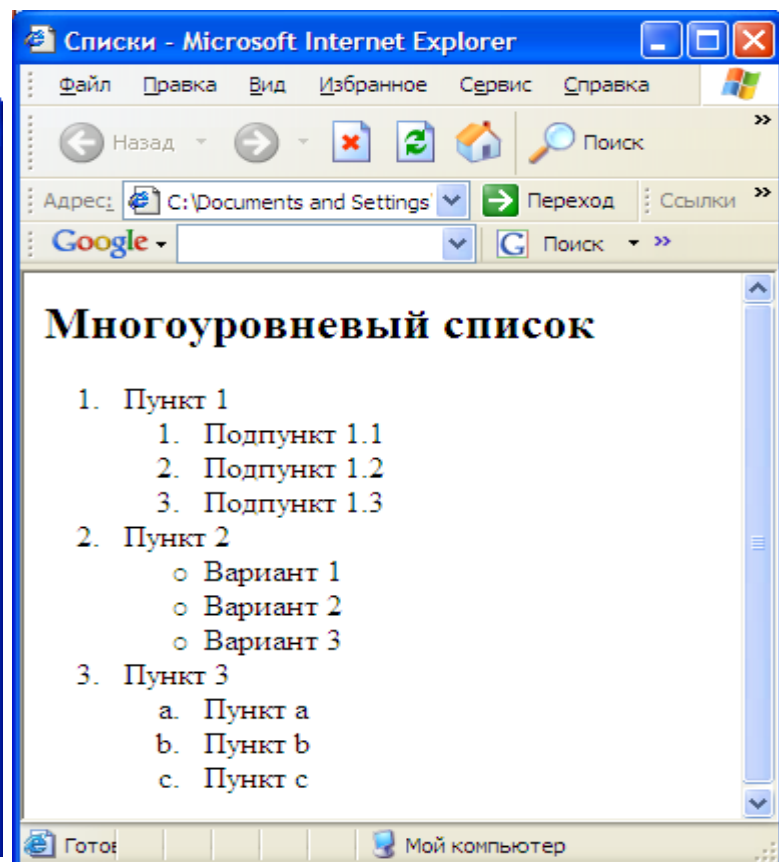 Списки - Microsoft Internet Explorer
Файл Правка Вид Избранное Сервис Справка
Назад Поиск »
Адрес: C:\Documents and Settings\ Переход Ссылки »
Google G Поиск »
Многоуровневый список
1. Пункт 1
1. Подпункт 1.1
2. Подпункт 1.2
3. Подпункт 1.3
2. Пункт 2
○ Вариант 1
○ Вариант 2
○ Вариант 3
3. Пункт 3
a. Пункт a
b. Пункт b
c. Пункт c
Мой компьютер